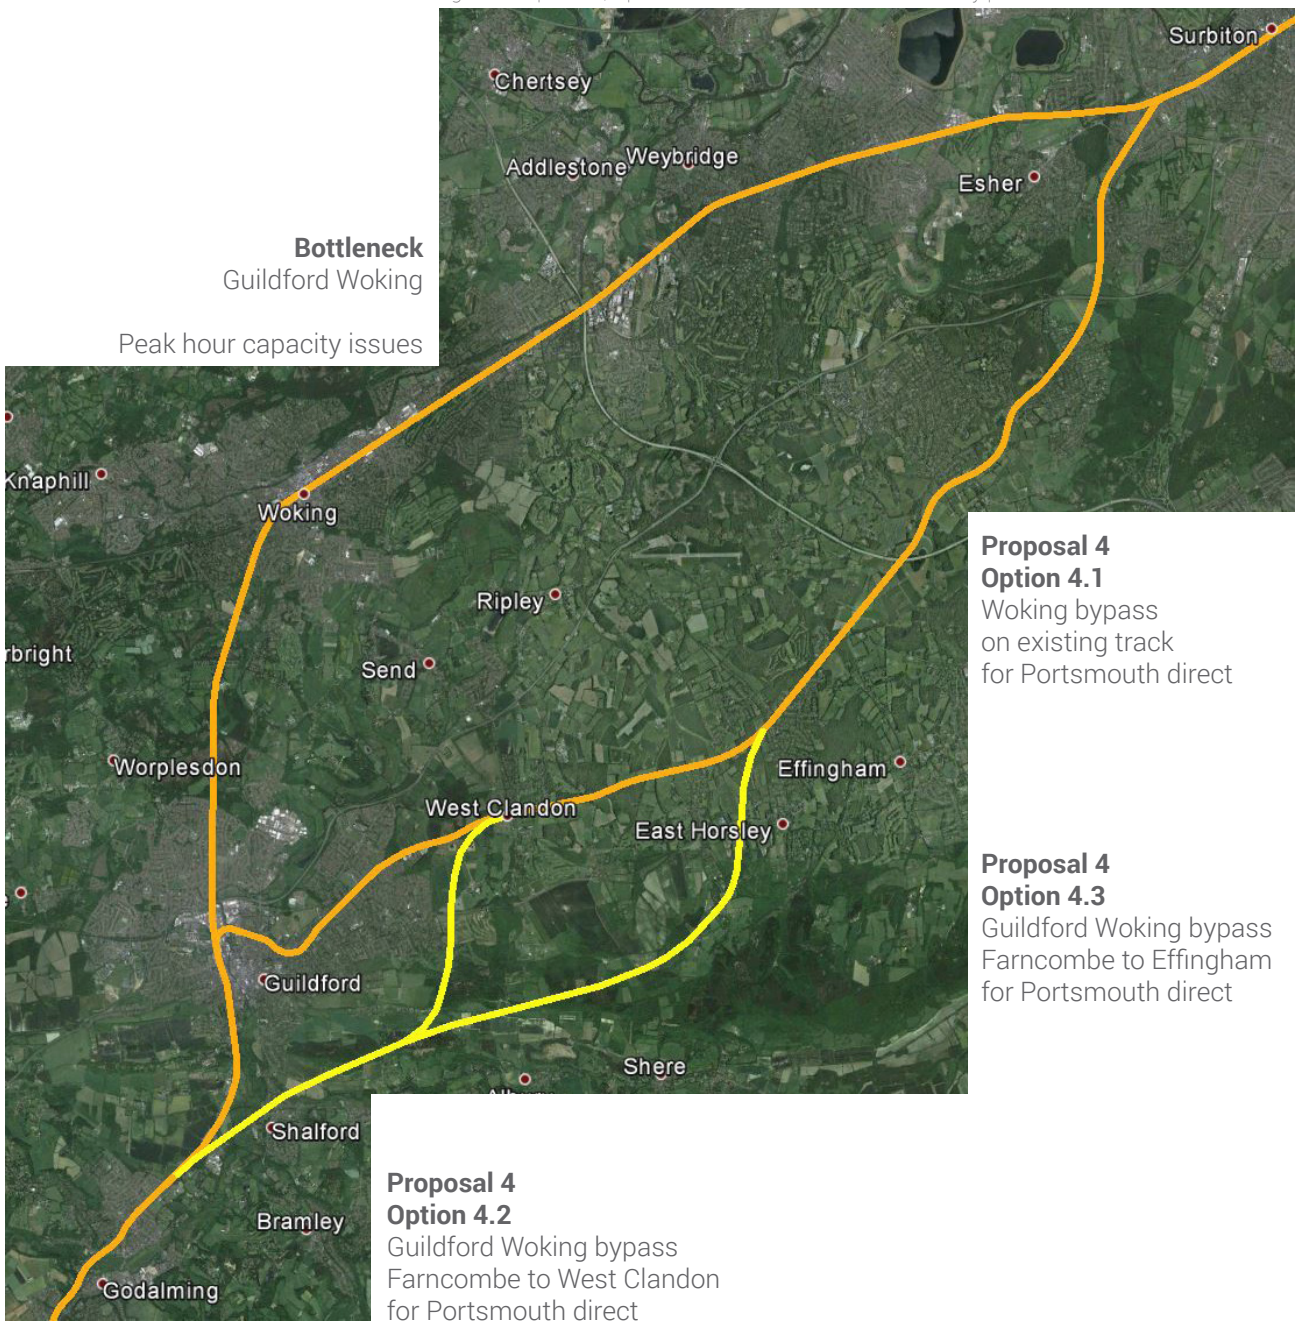 Surbiton
Chertsey
Addlestone
Weybridge
Esher
Bottleneck
Guildford Woking
Peak hour capacity issues
Knaphill
Woking
Proposal 4
Option 4.1
Woking bypass
on existing track
for Portsmouth direct
Ripley
Send
rbright
Worplesdon
Effingham
West Clandon
East Horsley
Proposal 4
Option 4.3
Guildford Woking bypass
Farncombe to Effingham
for Portsmouth direct
Guildford
Shere
Shalford
Proposal 4
Option 4.2
Guildford Woking bypass
Farncombe to West Clandon
for Portsmouth direct
Bramley
Godalming